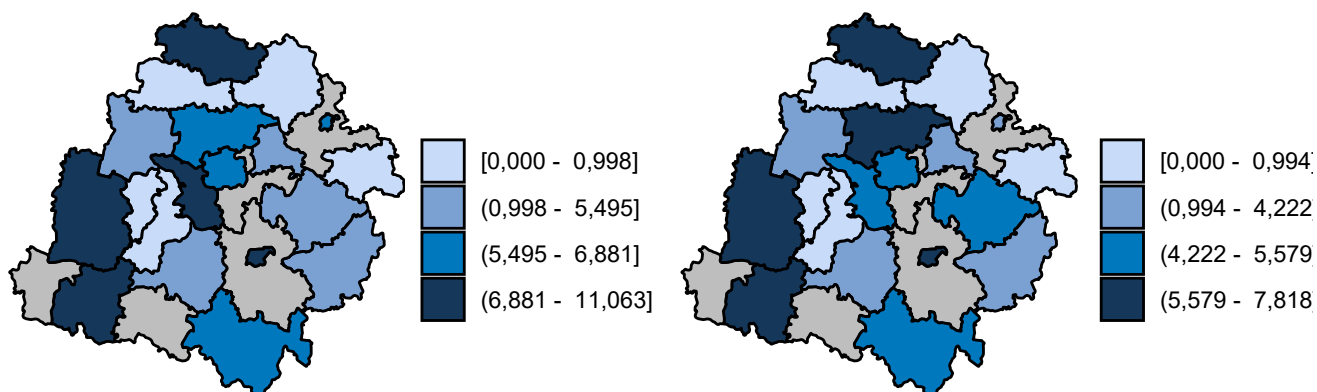 [0,000 - 0,998]
(0,998 - 5,495]
(5,495 - 6,881]
(6,881 - 11,063]
[0,000 - 0,994]
(0,994 - 4,222]
(4,222 - 5,579]
(5,579 - 7,818]